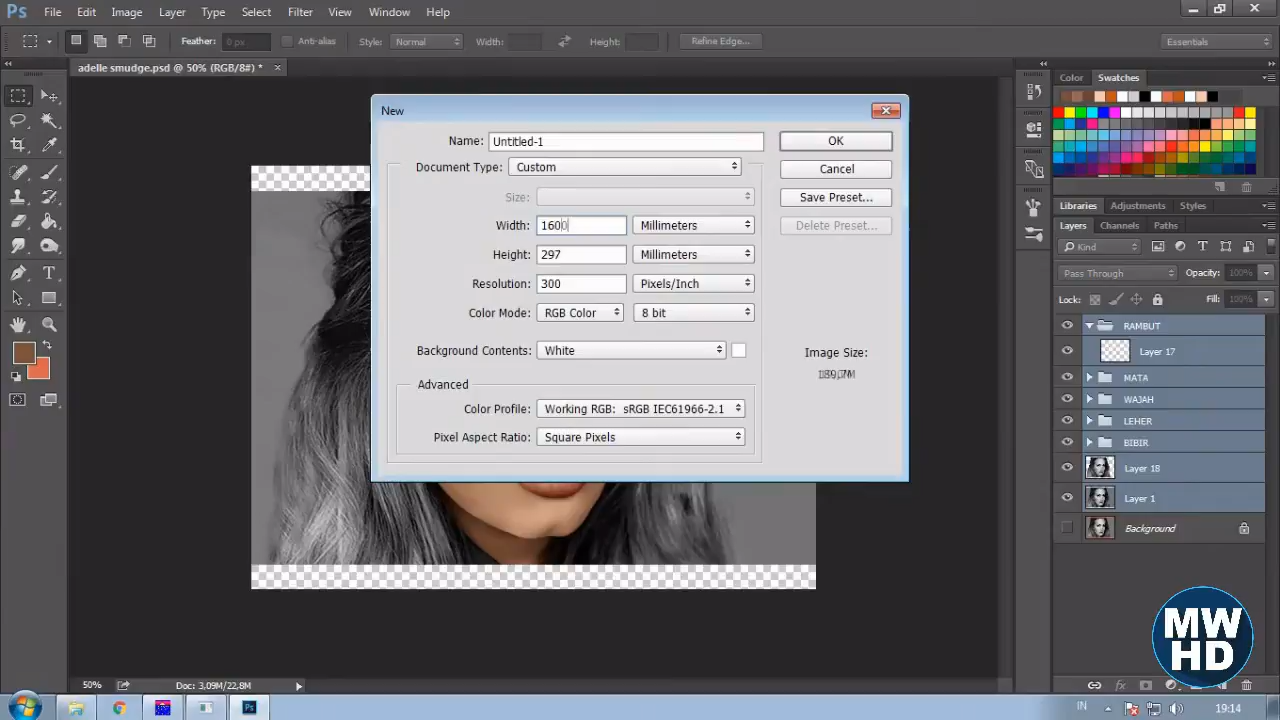 Ps File Edit Image Layer Type Select Filter View Window Help
Feather: 0 px Anti-alias Style: Normal Width: Height: Refine Edge... Essentials
adelle smudge.psd @ 50% (RGB/8#) *
Color Swatches
New
Name: Untitled-1 OK
Document Type: Custom Cancel
Size: Save Preset...
Width: 1600 Millimeters Delete Preset...
Height: 297 Millimeters
Resolution: 300 Pixels/Inch
Color Mode: RGB Color 8 bit
Background Contents: White
Image Size:
Advanced
Color Profile: Working RGB: sRGB IEC61966-2.1
Pixel Aspect Ratio: Square Pixels
Libraries Adjustments Styles
Layers Channels Paths
Kind
Pass Through Opacity: 100%
Lock: Fill: 100%
RAMBUT
Layer 17
MATA
WAJAH
LEHER
BIBIR
Layer 18
Layer 1
Background
MW
HD
50% Doc: 3,09M/22,8M
Ps IN 19:14